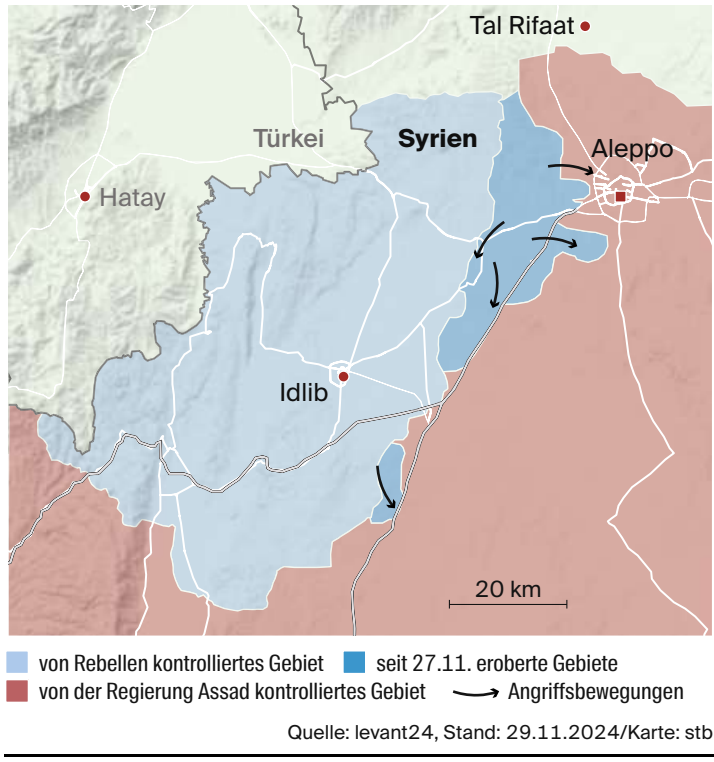 Tal Rifaat
Türkei
Syrien
Aleppo
Hatay
Idlib
20 km
von Rebellen kontrolliertes Gebiet
seit 27.11. eroberte Gebiete
von der Regierung Assad kontrolliertes Gebiet
Angriffsbewegungen
Quelle: levant24, Stand: 29.11.2024/Karte: stb